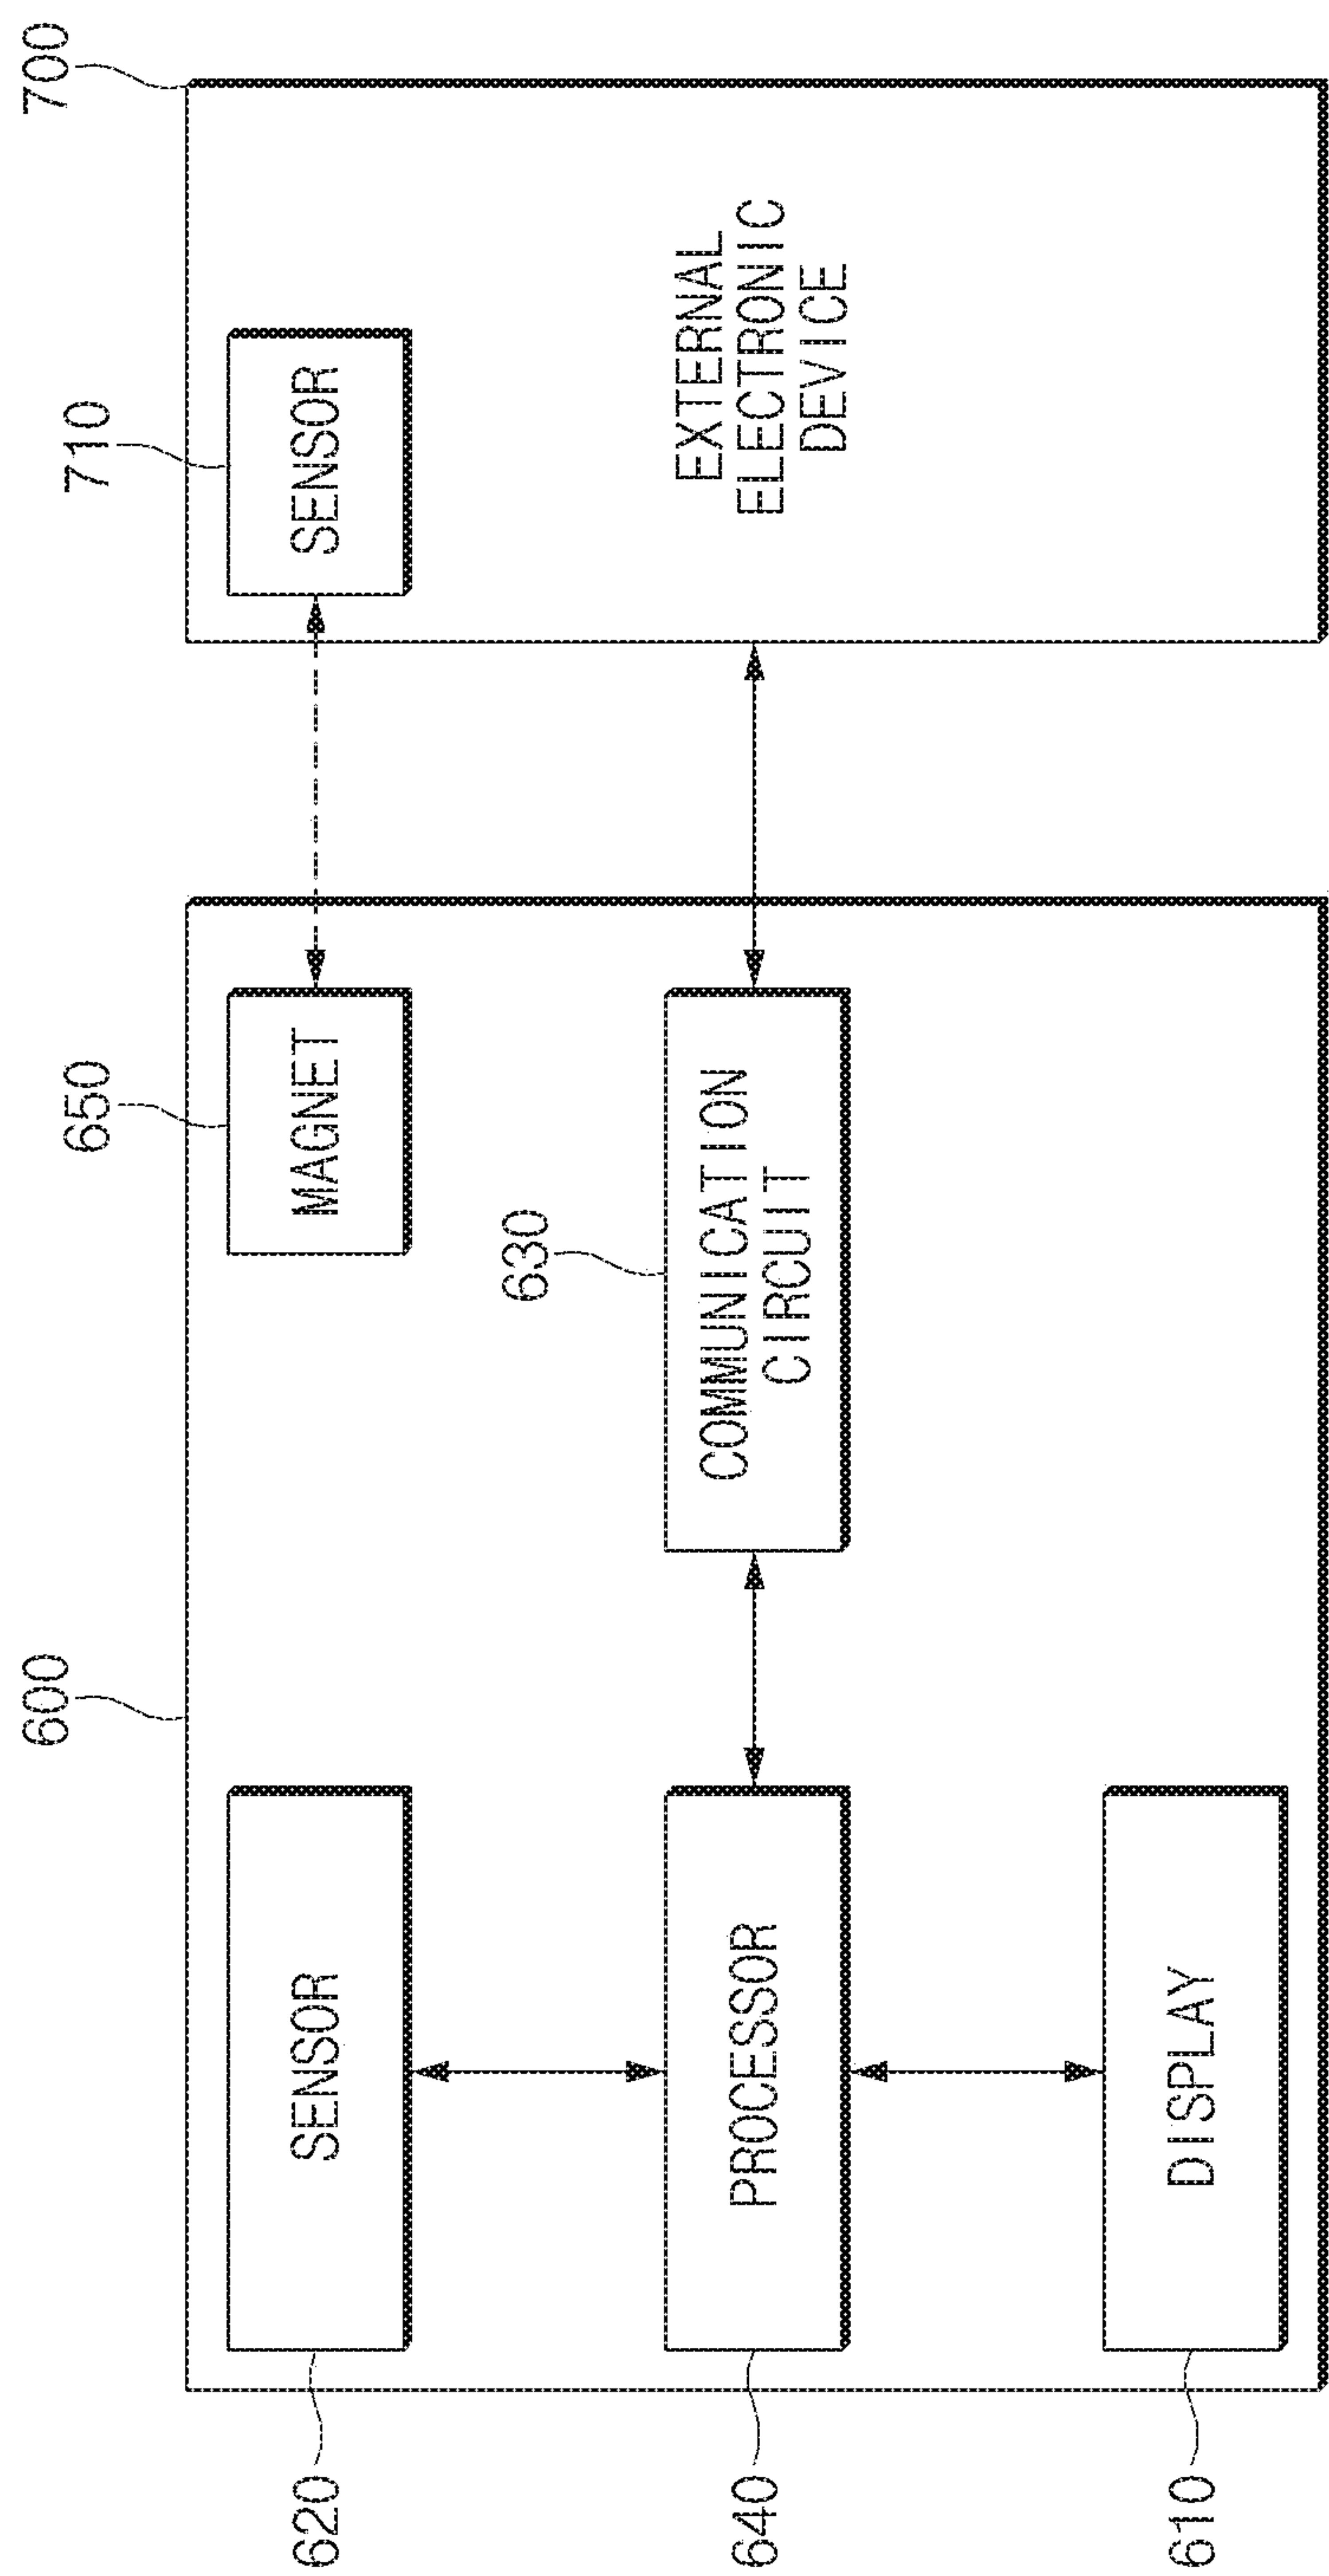 600
700
620
SENSOR
650
MAGNET
710
SENSOR
640
PROCESSOR
630
COMMUNICATION
CIRCUIT
EXTERNAL
ELECTRONIC
DEVICE
610
DISPLAY